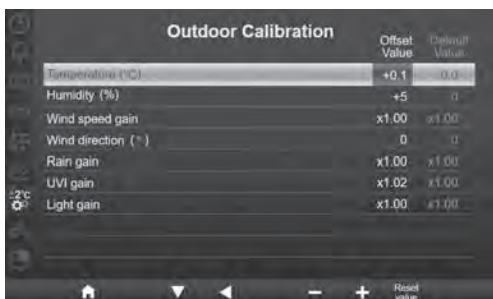 Outdoor Calibration
Offset Value
Default Value
Temperature (°C) +0.1 0.0
Humidity (%) +5 0
Wind speed gain x1.00 x1.00
Wind direction (°) 0 0
Rain gain x1.00 x1.00
UVI gain x1.02 x1.00
Light gain x1.00 x1.00
±2°C
− +
Reset value